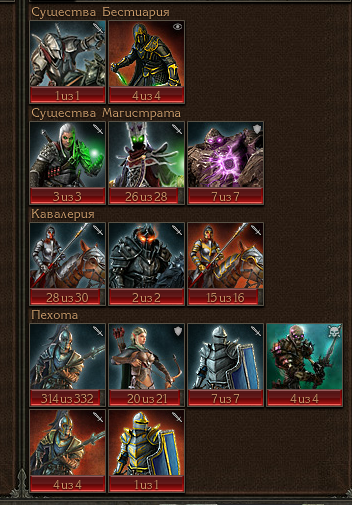 Существа Бестиария
1 из 1 4 из 4
Существа Магистрата
3 из 3 26 из 28 7 из 7
Кавалерия
28 из 30 2 из 2 15 из 16
Пехота
314 из 332 20 из 21 7 из 7 4 из 4
4 из 4 1 из 1